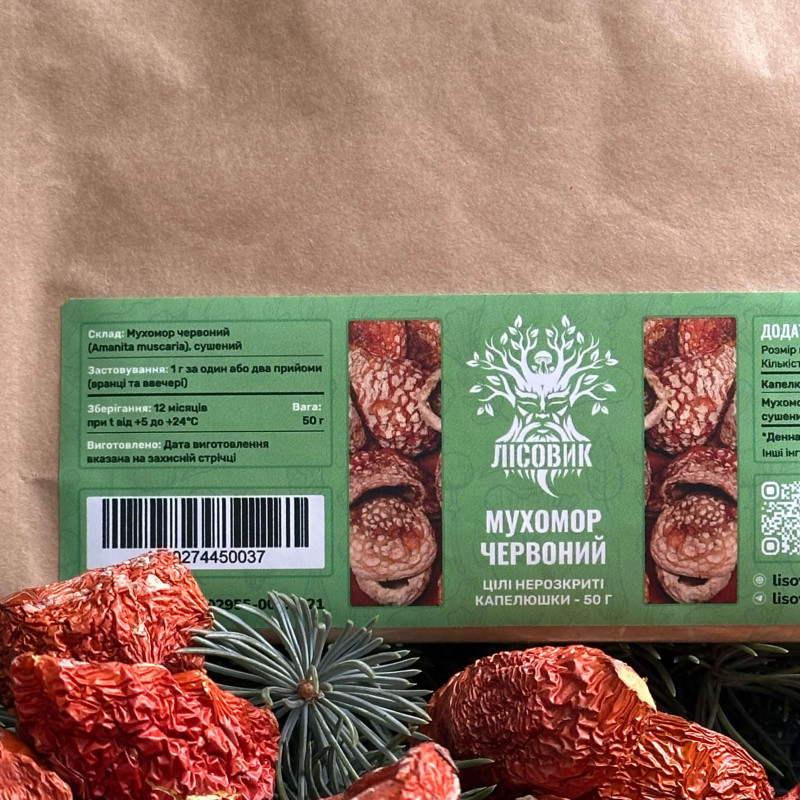 Склад: Мухомор червоний
(Amanita muscaria), сушений
Застосування: 1 г за один або два прийоми
(вранці та ввечері)
Зберігання: 12 місяців
при t від +5 до +24°C
Вага:
50 г
Виготовлено: Дата виготовлення
вказана на захисній стрічці
0274450037
ЛІСОВИК
МУХОМОР
ЧЕРВОНИЙ
ЦІЛІ НЕРОЗКРИТІ
КАПЕЛЮШКИ - 50 Г
Розмір